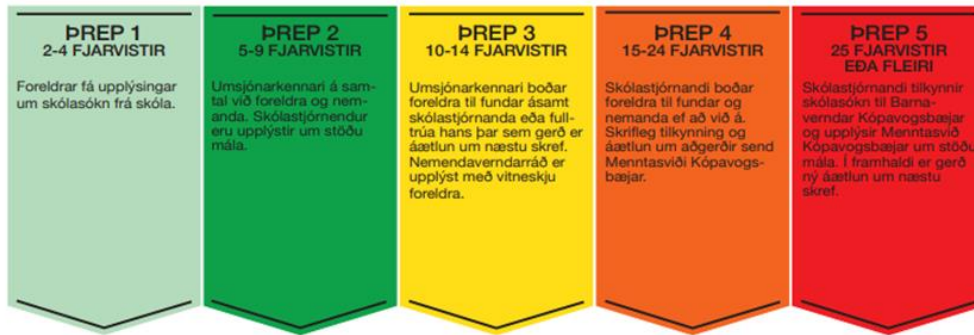 ÞREP 1
2-4 FJARVISTIR
Foreldrar fá upplýsingar
um skólasókn frá skóla.
ÞREP 2
5-9 FJARVISTIR
Umsjónarkennari á sam-
tal við foreldra og nem-
anda. Skólastjórnendur
eru upplýstir um stöðu
mála.
ÞREP 3
10-14 FJARVISTIR
Umsjónarkennari boðar
foreldra til fundar ásamt
skólastjórnanda eða full-
trúa hans þar sem gerð er
áætlun um næstu skref.
Nemendaverndarráð er
upplýst með vitneskju
foreldra.
ÞREP 4
15-24 FJARVISTIR
Skólastjórnandi boðar
foreldra til fundar og
nemanda ef að við á.
Skrifleg tilkynning og
áætlun um aðgerðir send
Menntasviði Kópavogs-
bæjar.
ÞREP 5
25 FJARVISTIR
EÐA FLEIRI
Skólastjórnandi tilkynnir
skólasókn til Barna-
verndar Kópavogsbæjar
og upplýsir Menntasvið
Kópavogsbæjar um stöðu
mála. Í framhaldi er gerð
ný áætlun um næstu
skref.